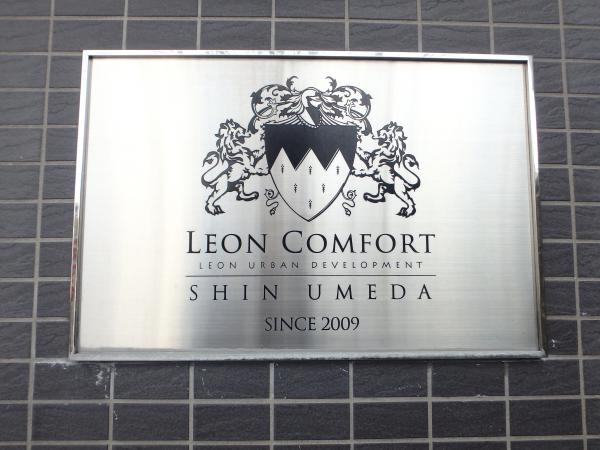 LEON COMFORT
LEON URBAN DEVELOPMENT
SHIN UMEDA
SINCE 2009